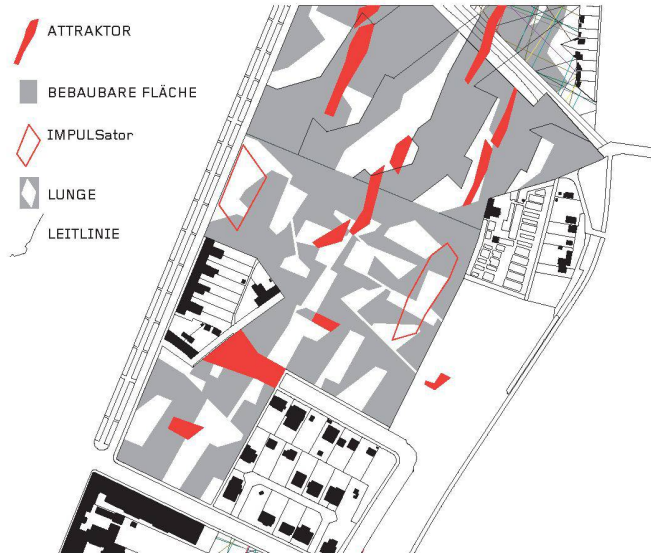 ATTRAKTOR
BEBAUBARE FLÄCHE
IMPULSator
LUNGE
LEITLINIE